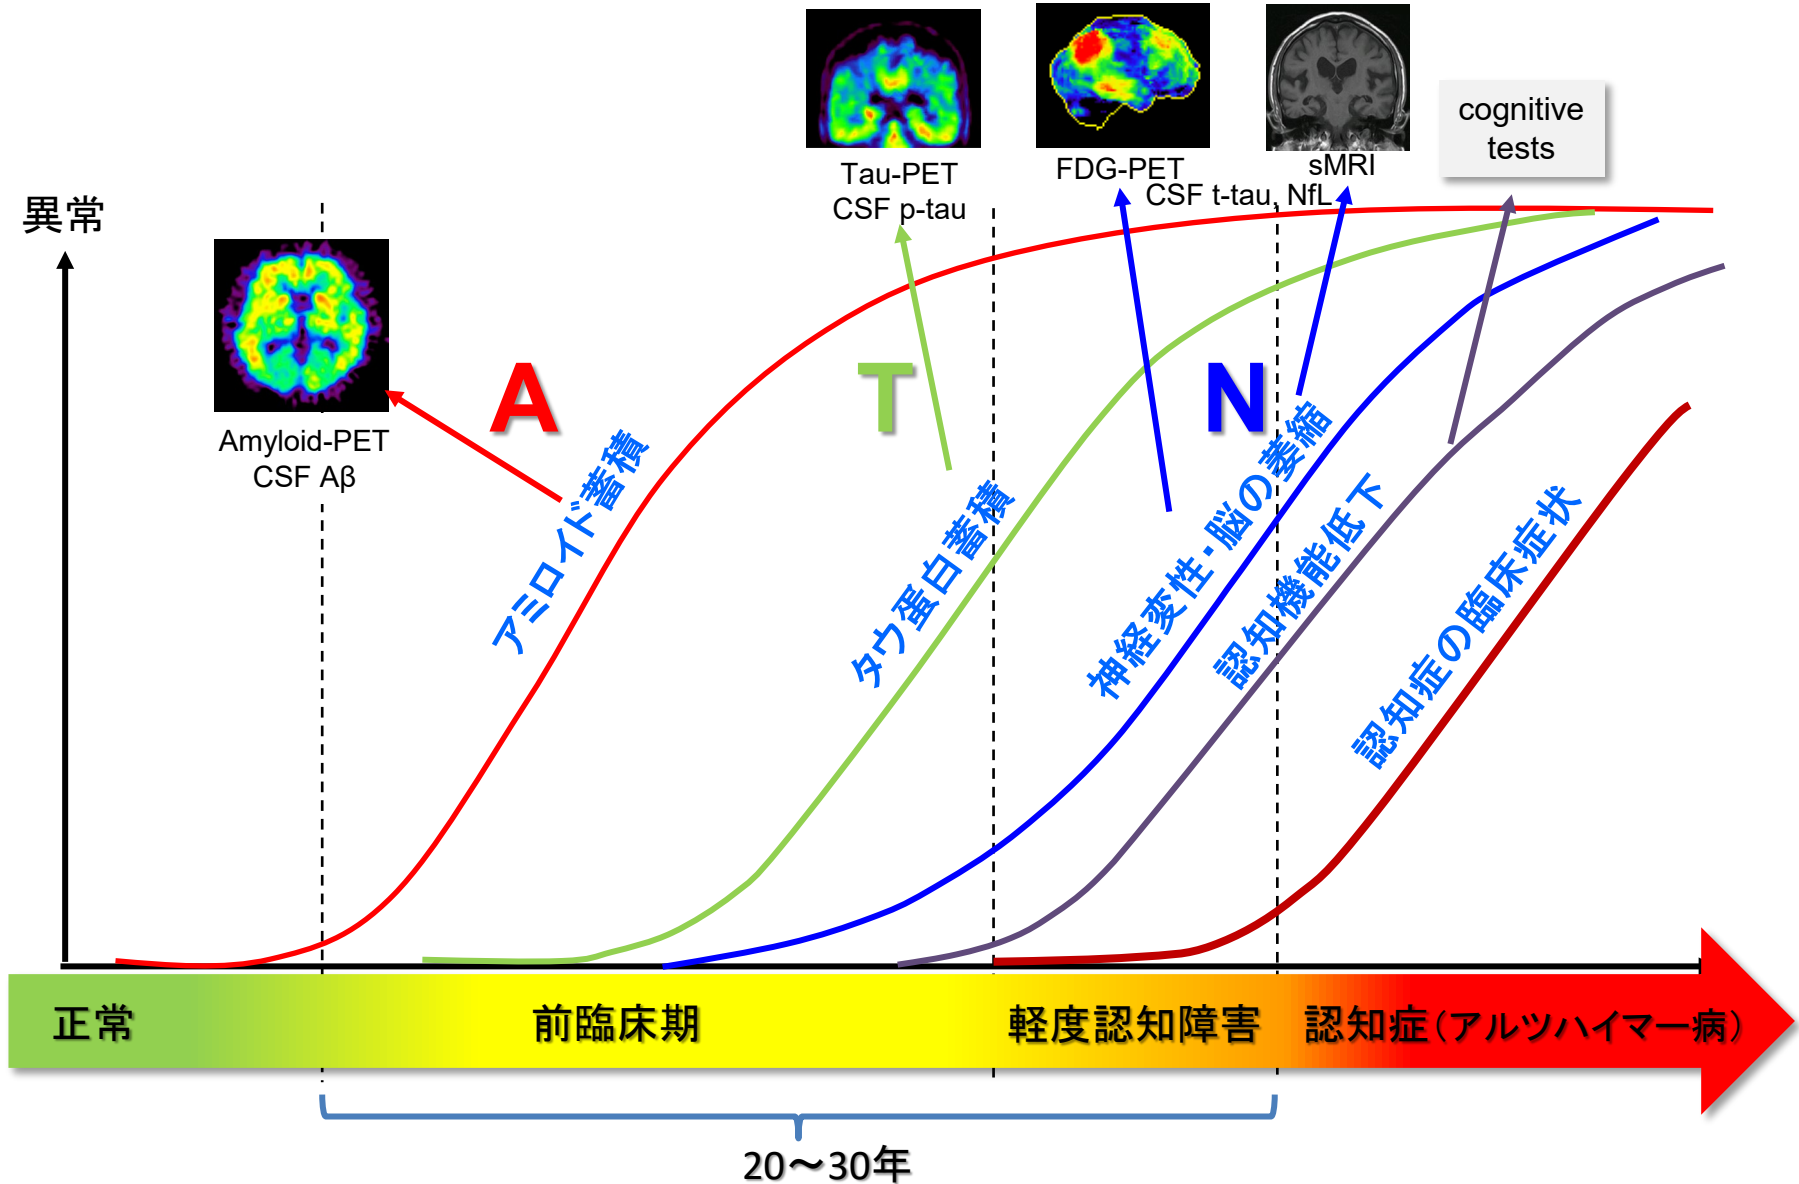 Tau-PET
CSF p-tau
FDG-PET
sMRI
CSF t-tau, NfL
cognitive
tests
異常
Amyloid-PET
CSF Aβ
A
T
N
アミロイド蓄積
タウ蛋白蓄積
神経変性・脳の萎縮
認知機能低下
認知症の臨床症状
正常
前臨床期
軽度認知障害
認知症（アルツハイマー病）
20～30年